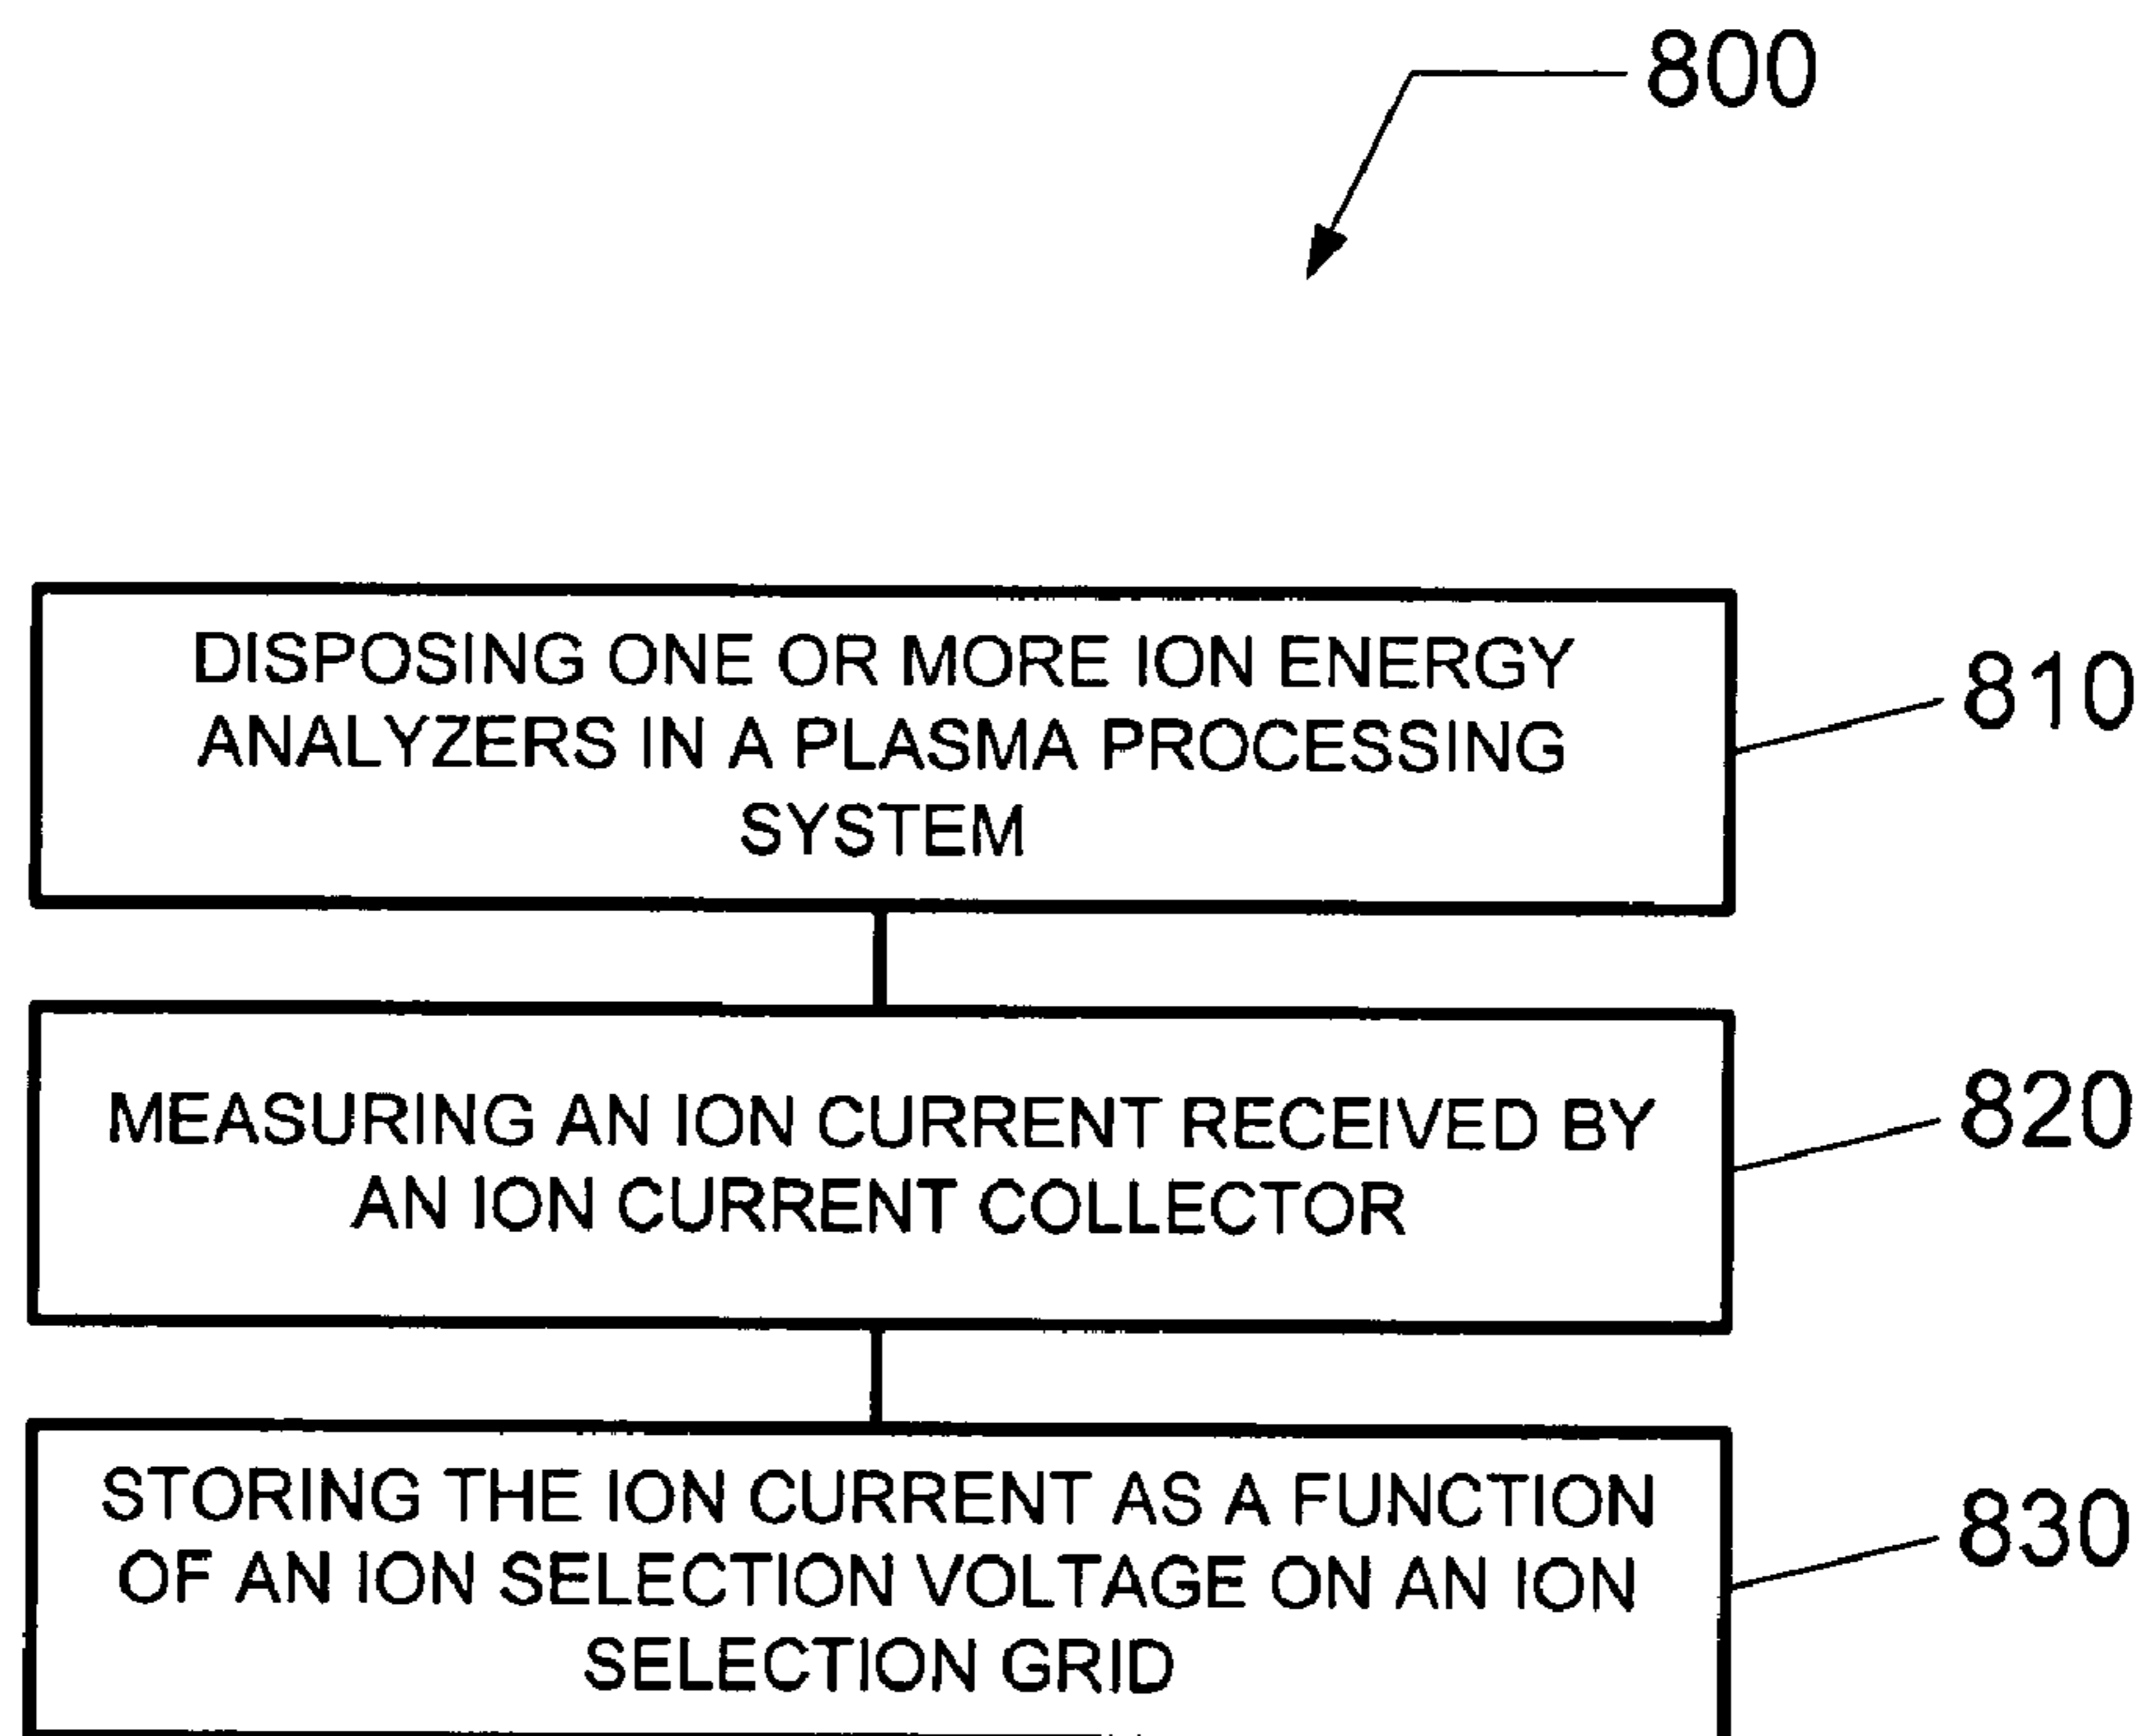 800
DISPOSING ONE OR MORE ION ENERGY
ANALYZERS IN A PLASMA PROCESSING
SYSTEM
810
MEASURING AN ION CURRENT RECEIVED BY
AN ION CURRENT COLLECTOR
820
STORING THE ION CURRENT AS A FUNCTION
OF AN ION SELECTION VOLTAGE ON AN ION
SELECTION GRID
830